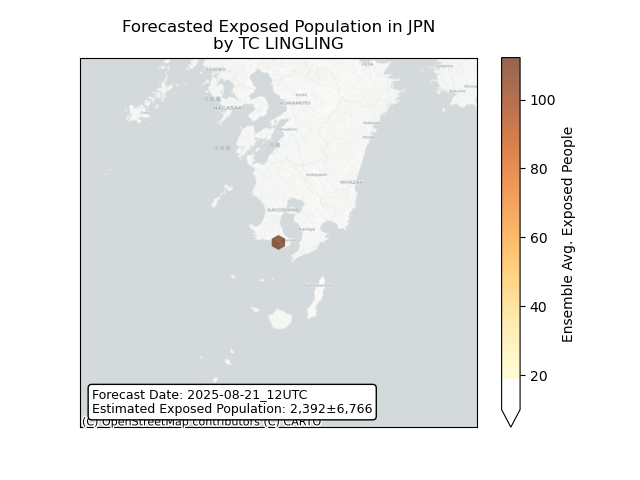 Forecasted Exposed Population in JPN
by TC LINGLING
NAGASAKI
KUMAMOTO
MIYAZAKI
KAGOSHIMA
100
80
60
40
20
Ensemble Avg. Exposed People
Forecast Date: 2025-08-21_12UTC
Estimated Exposed Population: 2,392±6,766
(C) OpenStreetMap contributors (C) CARTO